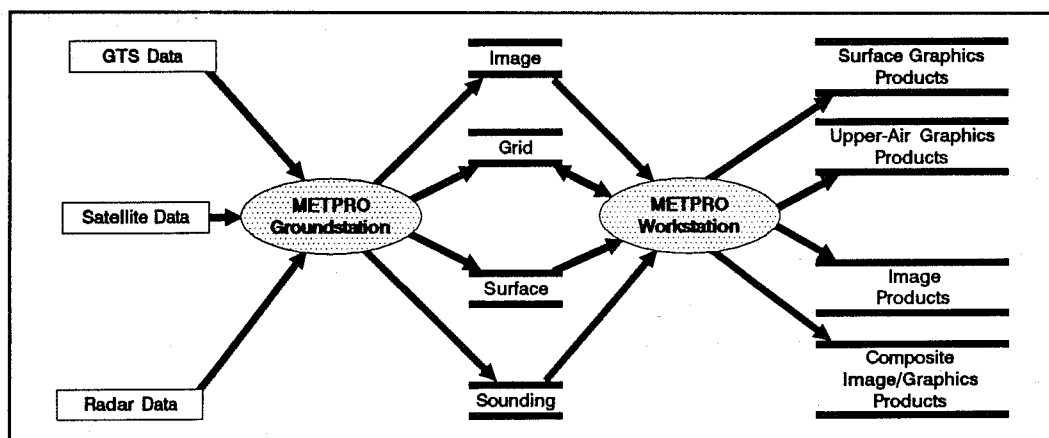 GTS Data
Satellite Data
Radar Data
METPRO
Groundstation
Image
Grid
Surface
Sounding
METPRO
Workstation
Surface Graphics
Products
Upper-Air Graphics
Products
Image
Products
Composite
Image/Graphics
Products